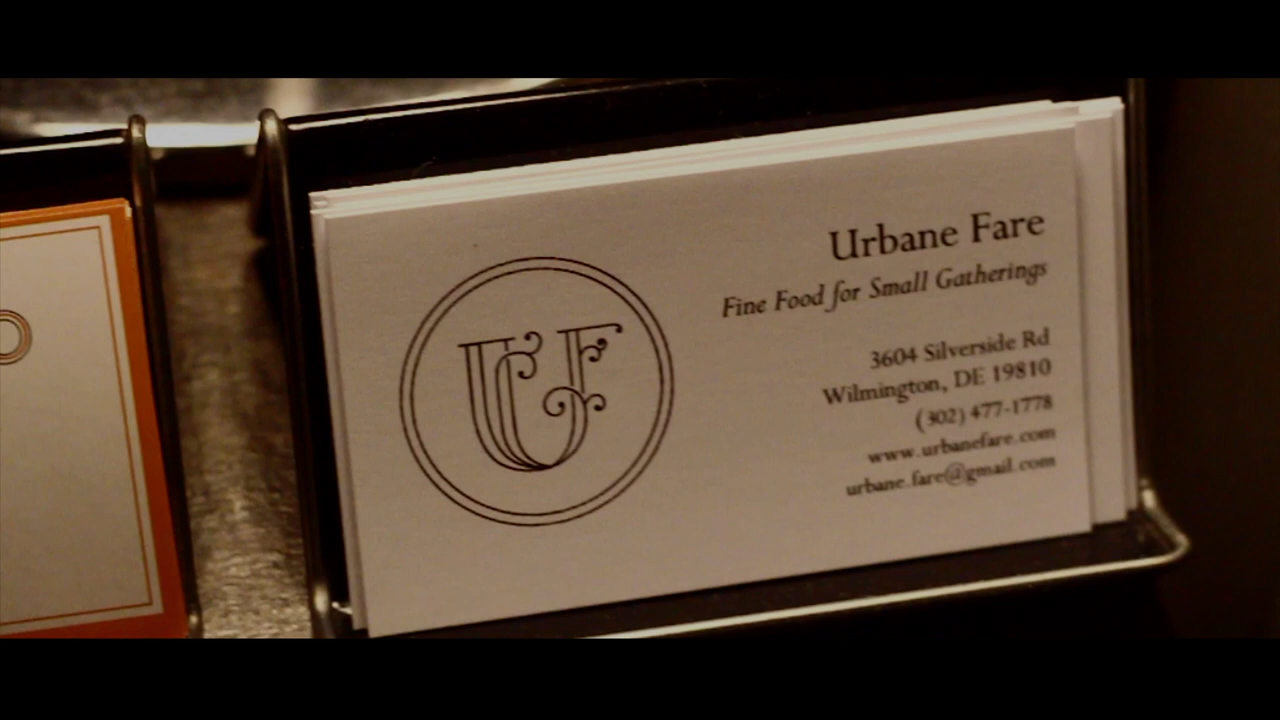 UF
Urbane Fare
Fine Food for Small Gatherings
3604 Silverside Rd
Wilmington, DE 19810
(302) 477-1778
www.urbanefare.com
urbane.fare@gmail.com